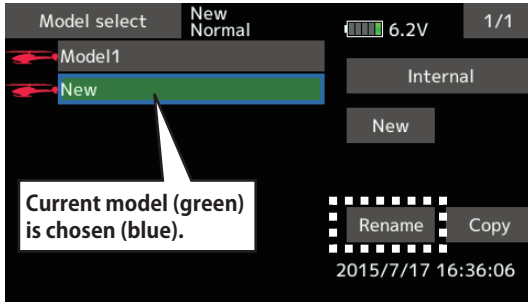 Model select
New
Normal
6.2V
1/1
Model1
New
Internal
New
Current model (green)
is chosen (blue).
Rename
Copy
2015/7/17 16:36:06